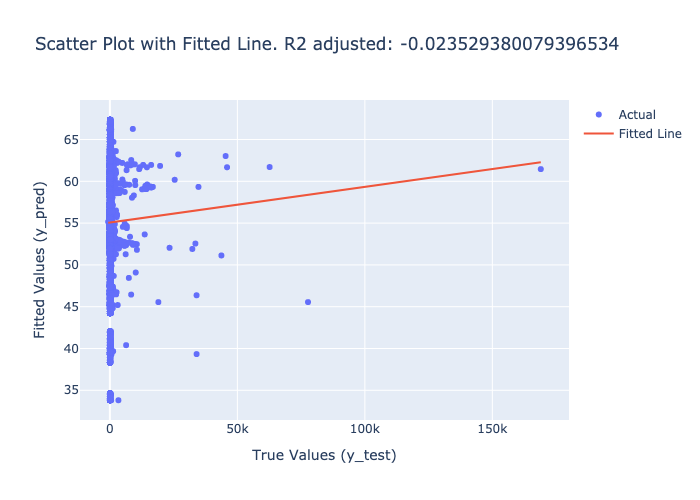 Scatter Plot with Fitted Line. R2 adjusted: -0.023529380079396534
Actual
Fitted Line
65
60
55
50
45
40
35
Fitted Values (y_pred)
0
50k
100k
150k
True Values (y_test)